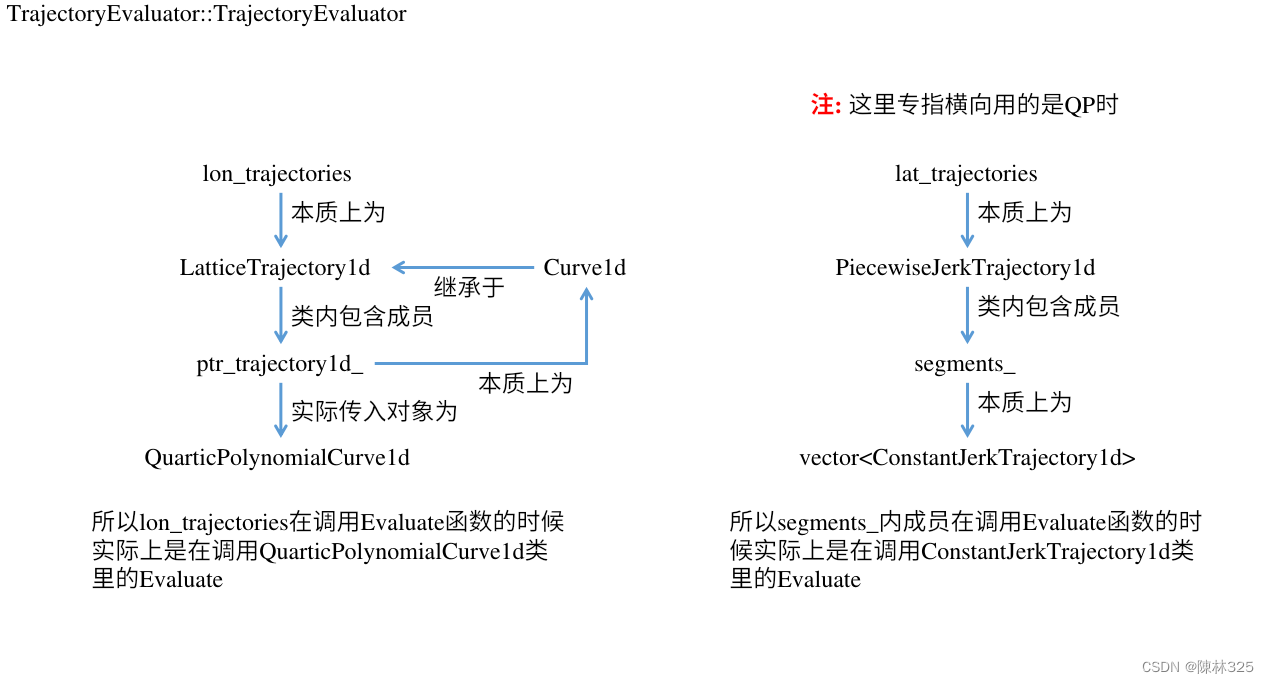 TrajectoryEvaluator::TrajectoryEvaluator
注: 这里专指横向用的是QP时
lon_trajectories
本质上为
LatticeTrajectory1d
Curve1d
继承于
类内包含成员
ptr_trajectory1d_
本质上为
实际传入对象为
QuarticPolynomialCurve1d
所以lon_trajectories在调用Evaluate函数的时候
实际上是在调用QuarticPolynomialCurve1d类
里的Evaluate
lat_trajectories
本质上为
PiecewiseJerkTrajectory1d
类内包含成员
segments_
本质上为
vector<ConstantJerkTrajectory1d>
所以segments_内成员在调用Evaluate函数的时
候实际上是在调用ConstantJerkTrajectory1d类
里的Evaluate
CSDN @陳林325